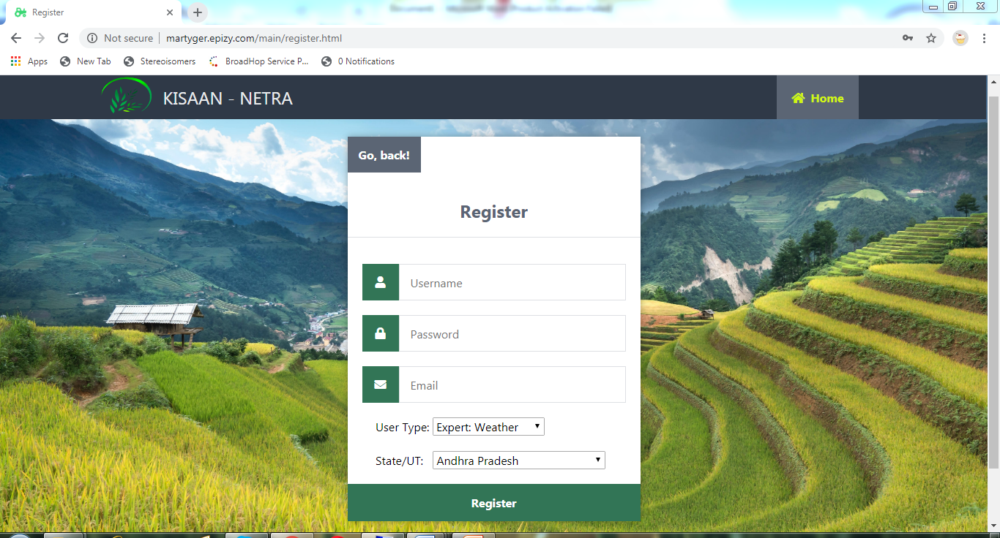 Register
Not secure | martyger.epizy.com/main/register.html
Apps
New Tab
Stereoisomers
BroadHop Service P...
0 Notifications
KISAAN - NETRA
Home
Go, back!
Register
Username
Password
Email
User Type: Expert: Weather
State/UT: Andhra Pradesh
Register